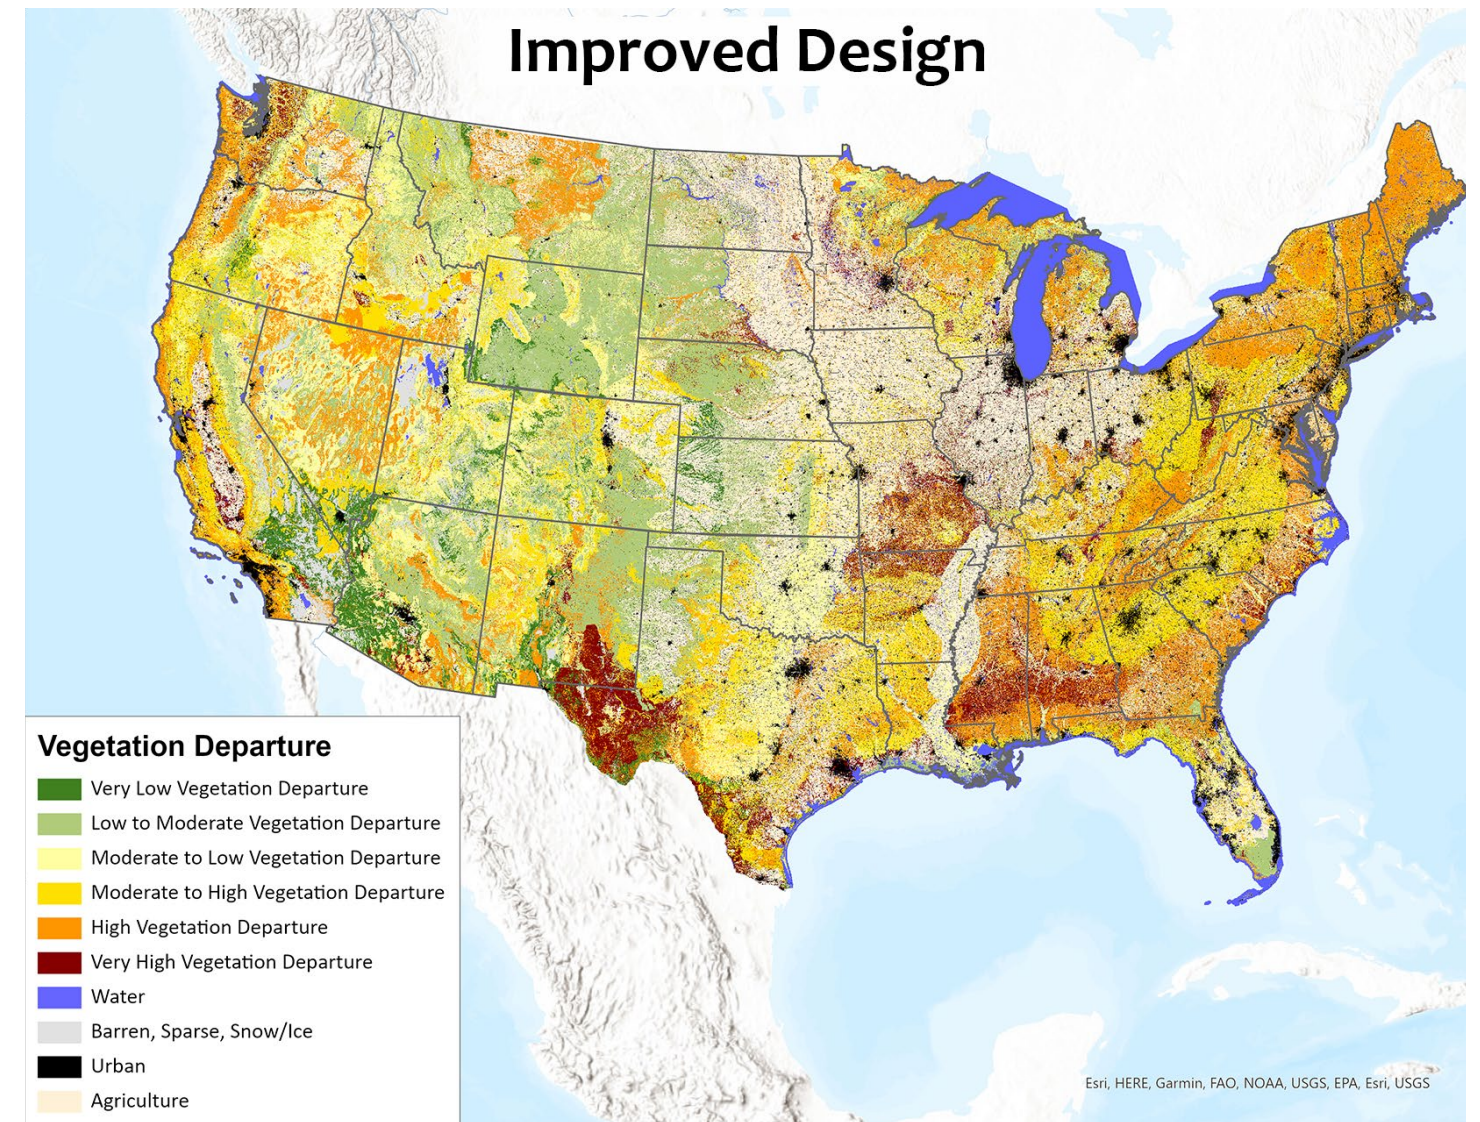 Improved Design
Vegetation Departure
Very Low Vegetation Departure
Low to Moderate Vegetation Departure
Moderate to Low Vegetation Departure
Moderate to High Vegetation Departure
High Vegetation Departure
Very High Vegetation Departure
Water
Barren, Sparse, Snow/Ice
Urban
Agriculture
Esri, HERE, Garmin, FAO, NOAA, USGS, EPA, Esri, USGS